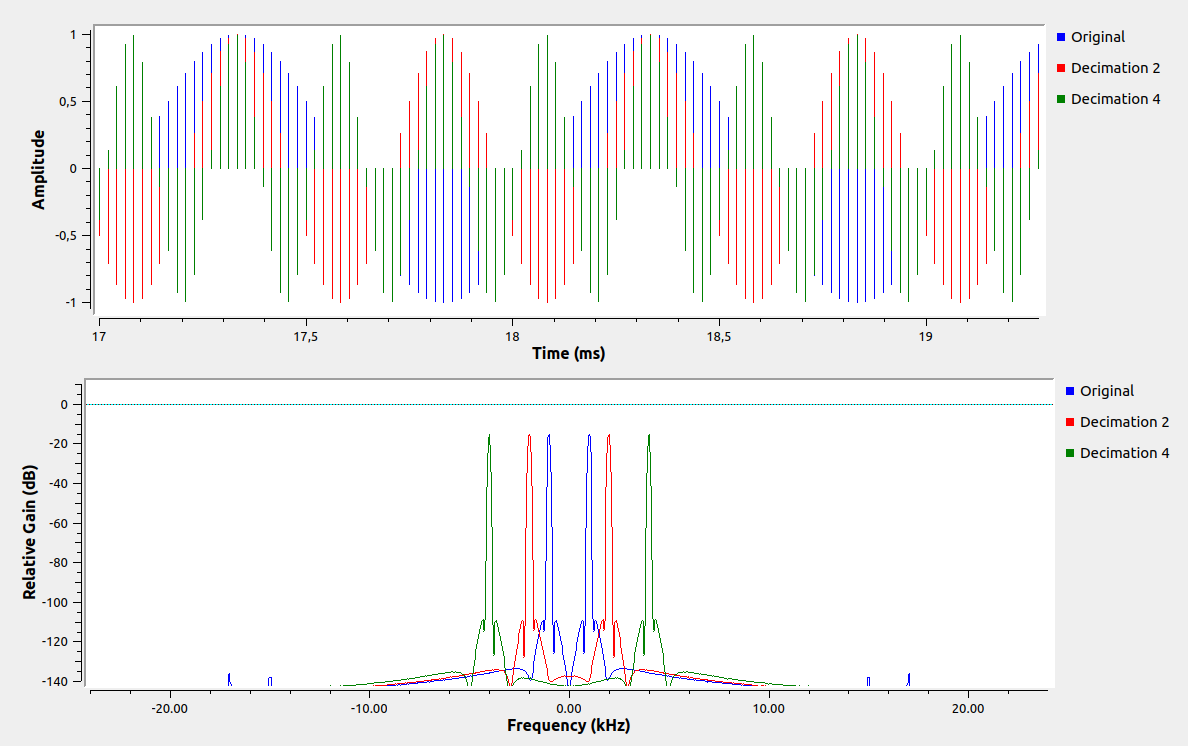 1
0,5
0
-0,5
-1
Amplitude
17
17,5
18
18,5
19
Time (ms)
Original
Decimation 2
Decimation 4
0
-20
-40
-60
-80
-100
-120
-140
Relative Gain (dB)
-20.00
-10.00
0.00
10.00
20.00
Frequency (kHz)
Original
Decimation 2
Decimation 4